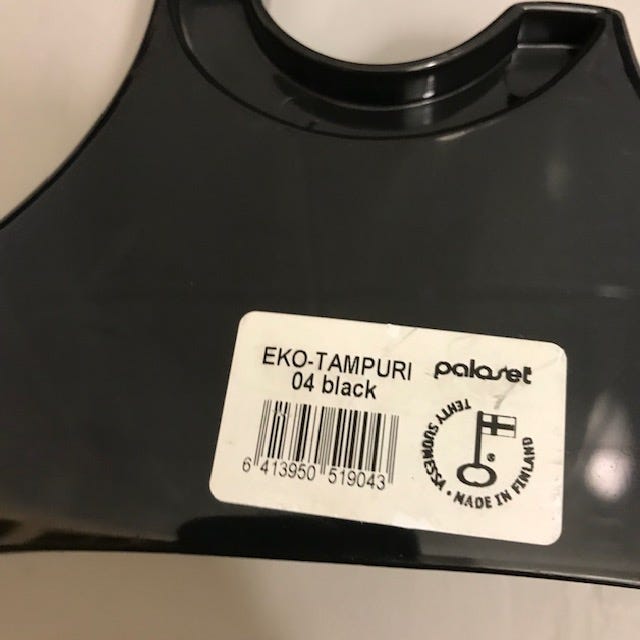 EKO-TAMPURI
04 black
palaset
6 413950 519043
TEHTY SUOMESSA • MADE IN FINLAND